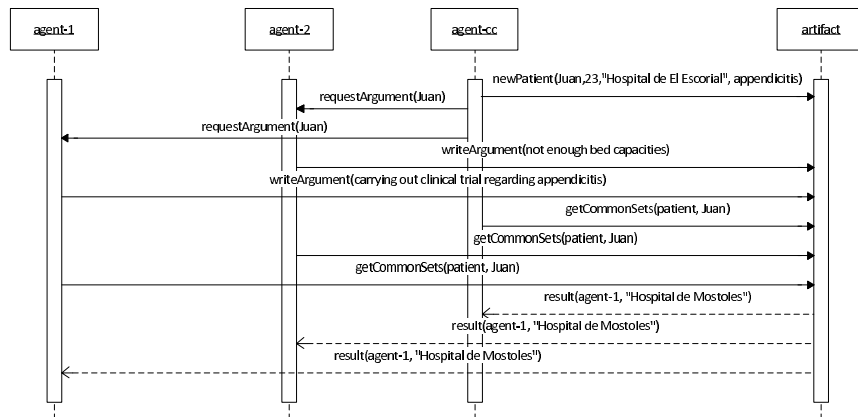 agent-1
agent-2
agent-cc
artifact
newPatient(Juan,23,"Hospital de El Escorial", appendicitis)
requestArgument(Juan)
requestArgument(Juan)
writeArgument(not enough bed capacities)
writeArgument(carrying out clinical trial regarding appendicitis)
getCommonSets(patient, Juan)
getCommonSets(patient, Juan)
getCommonSets(patient, Juan)
result(agent-1, "Hospital de Mostoles")
result(agent-1, "Hospital de Mostoles")
result(agent-1, "Hospital de Mostoles")